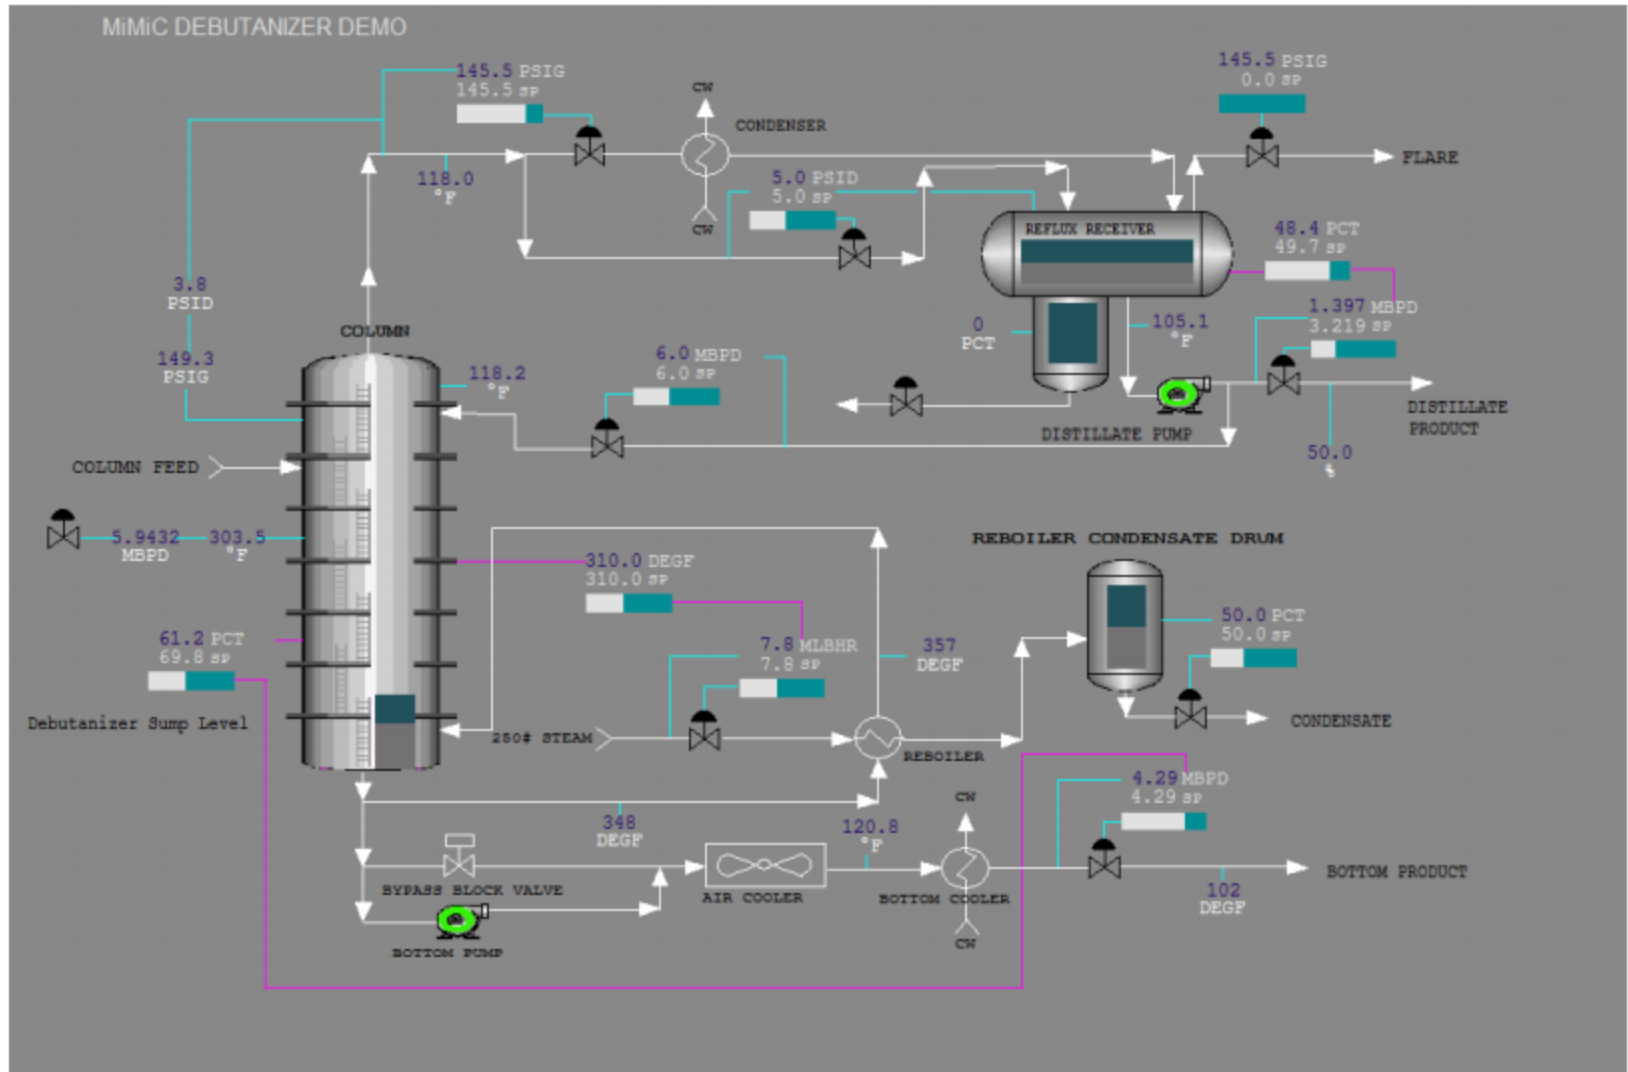 MiMiC DEBUTANIZER DEMO
145.5 PSIG
145.5 SP
CW
CONDENSER
145.5 PSIG
0.0 SP
FLARE
118.0
°F
5.0 PSID
5.0 SP
CW
REFLUX RECEIVER
48.4 PCT
49.7 SP
3.8
PSID
COLUMN
0
PCT
105.1
°F
1.397 MBPD
3.219 SP
149.3
PSIG
118.2
°F
6.0 MBPD
6.0 SP
DISTILLATE PUMP
DISTILLATE
PRODUCT
50.0
%
COLUMN FEED
5.9432
MBPD
303.5
°F
310.0 DEGF
310.0 SP
REBOILER CONDENSATE DRUM
61.2 PCT
69.8 SP
7.8 MLBHR
7.8 SP
357
DEGF
50.0 PCT
50.0 SP
Debutanizer Sump Level
250# STEAM
REBOILER
CONDENSATE
348
DEGF
120.8
°F
CW
4.29 MBPD
4.29 SP
BYPASS BLOCK VALVE
AIR COOLER
BOTTOM COOLER
BOTTOM PRODUCT
102
DEGF
BOTTOM PUMP
CW